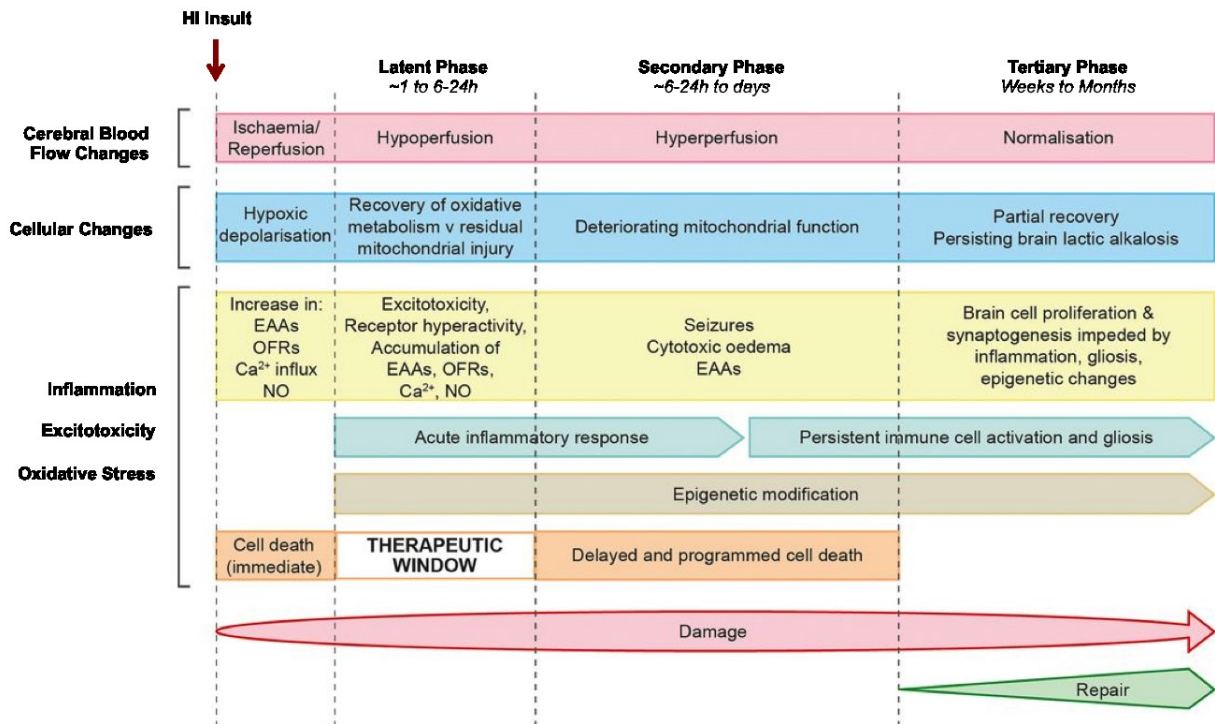 HI Insult
Latent Phase
~1 to 6-24h
Secondary Phase
~6-24h to days
Tertiary Phase
Weeks to Months
Cerebral Blood
Flow Changes
Ischaemia/
Reperfusion
Hypoperfusion
Hyperperfusion
Normalisation
Cellular Changes
Hypoxic
depolarisation
Recovery of oxidative
metabolism v residual
mitochondrial injury
Deteriorating mitochondrial function
Partial recovery
Persisting brain lactic alkalosis
Inflammation
Excitotoxicity
Oxidative Stress
Increase in:
EAAs
OFRs
Ca²⁺ influx
NO
Excitotoxicity,
Receptor hyperactivity,
Accumulation of
EAAs, OFRs,
Ca²⁺, NO
Seizures
Cytotoxic oedema
EAAs
Brain cell proliferation &
synaptogenesis impeded by
inflammation, gliosis,
epigenetic changes
Acute inflammatory response
Persistent immune cell activation and gliosis
Epigenetic modification
Cell death
(immediate)
THERAPEUTIC
WINDOW
Delayed and programmed cell death
Damage
Repair